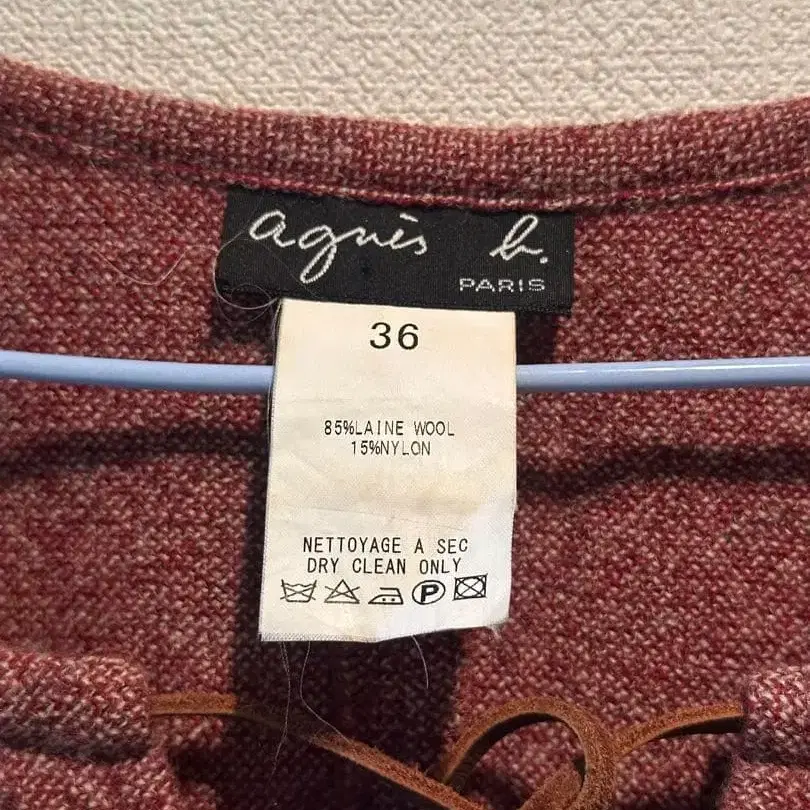 agnès b.
PARIS
36
85%LAINE WOOL
15%NYLON
NETTOYAGE A SEC
DRY CLEAN ONLY
P